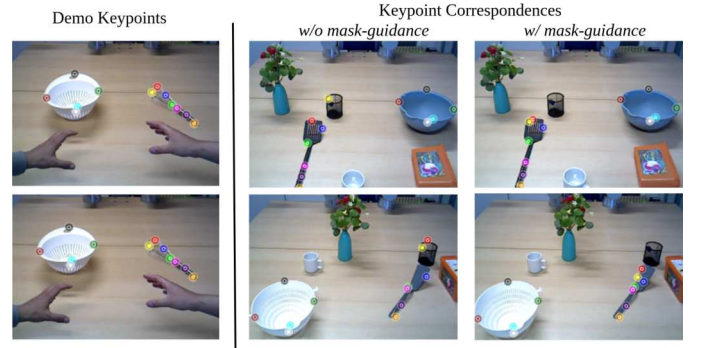 Demo Keypoints
Keypoint Correspondences
w/o mask-guidance
w/ mask-guidance